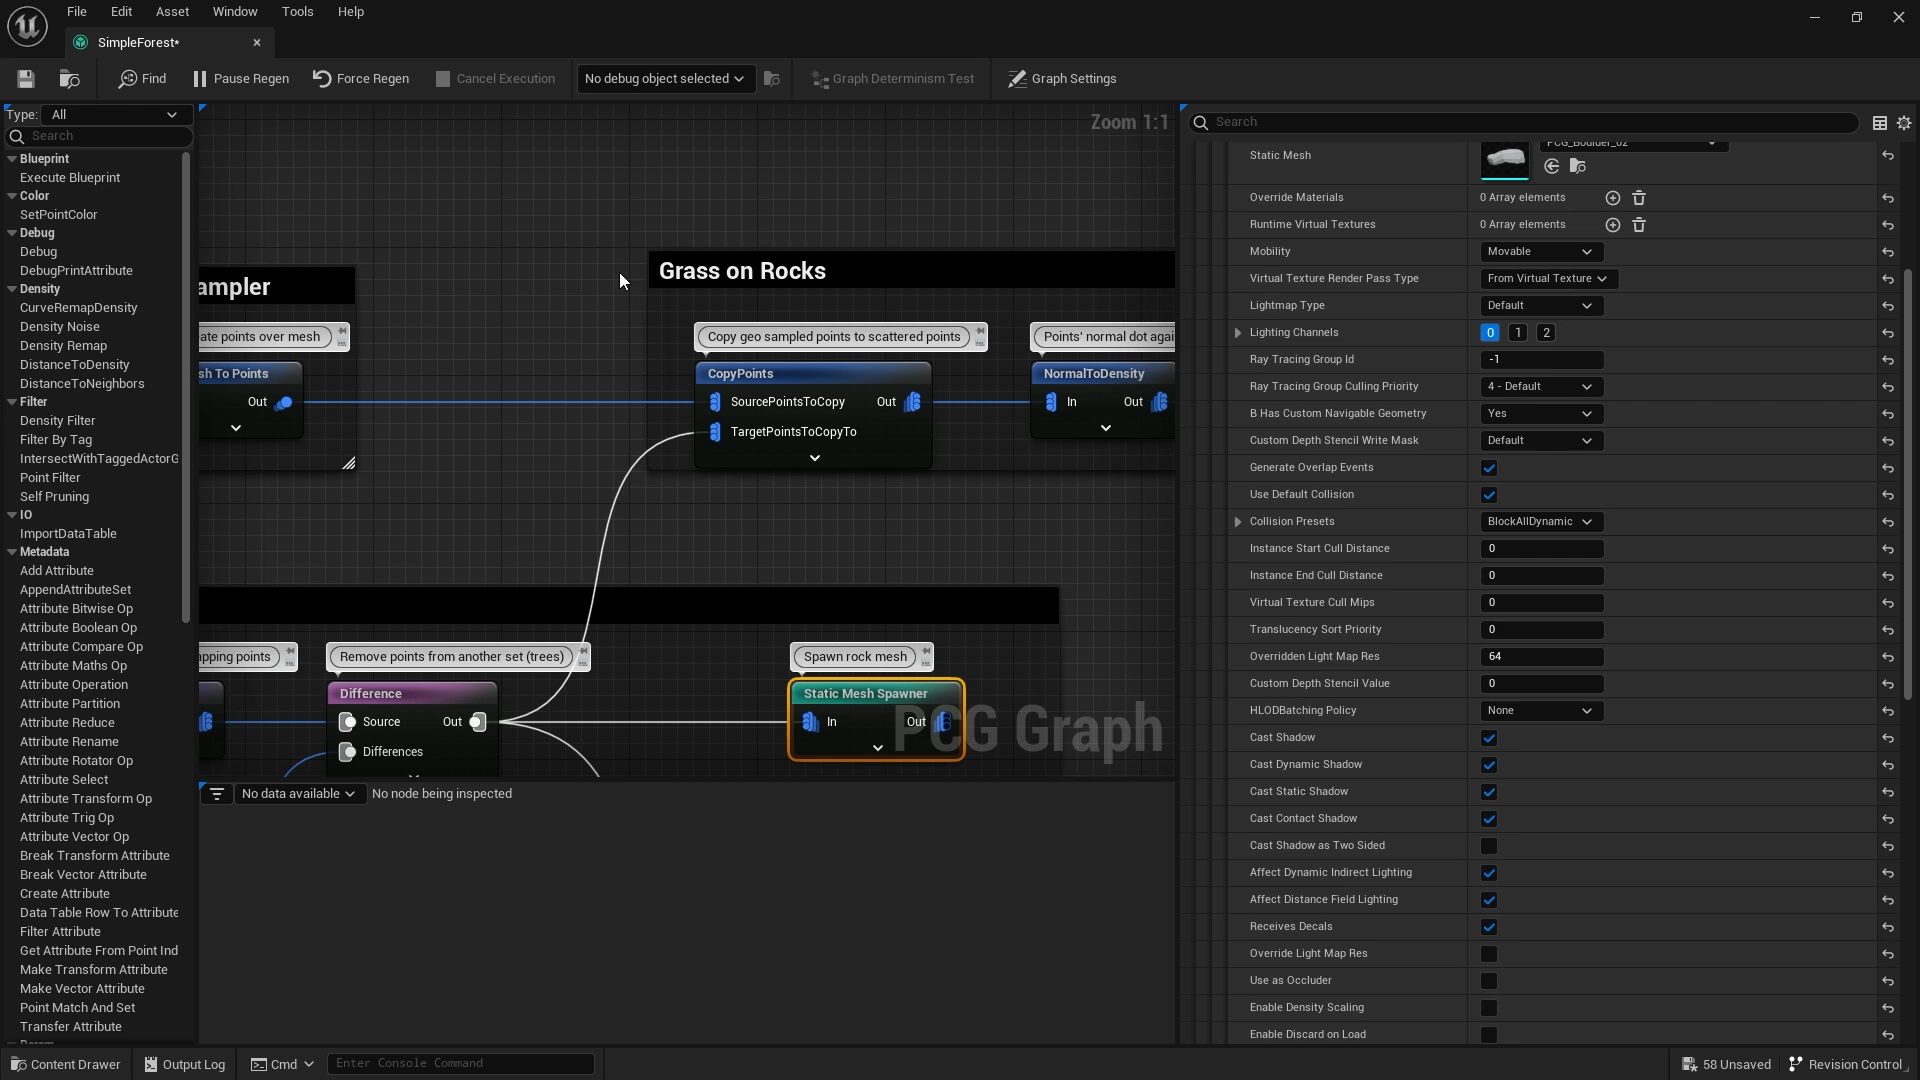 File Edit Asset Window Tools Help
SimpleForest*
Find Pause Regen Force Regen Cancel Execution No debug object selected Graph Determinism Test Graph Settings
Type: All
Search
Blueprint
Execute Blueprint
Color
SetPointColor
Debug
Debug
DebugPrintAttribute
Density
CurveRemapDensity
Density Noise
Density Remap
DistanceToDensity
DistanceToNeighbors
Filter
Density Filter
Filter By Tag
IntersectWithTaggedActorG
Point Filter
Self Pruning
IO
ImportDataTable
Metadata
Add Attribute
AppendAttributeSet
Attribute Bitwise Op
Attribute Boolean Op
Attribute Compare Op
Attribute Maths Op
Attribute Operation
Attribute Partition
Attribute Reduce
Attribute Rename
Attribute Rotator Op
Attribute Select
Attribute Transform Op
Attribute Trig Op
Attribute Vector Op
Break Transform Attribute
Break Vector Attribute
Create Attribute
Data Table Row To Attribute
Filter Attribute
Get Attribute From Point Ind
Make Transform Attribute
Make Vector Attribute
Point Match And Set
Transfer Attribute
Zoom 1:1
ampler
ate points over mesh
sh To Points
Out
Grass on Rocks
Copy geo sampled points to scattered points
CopyPoints
SourcePointsToCopy Out
TargetPointsToCopyTo
Points' normal dot agai
NormalToDensity
In Out
apping points
Remove points from another set (trees)
Difference
Source Out
Differences
Spawn rock mesh
Static Mesh Spawner
In Out
PCG Graph
No data available No node being inspected
Search
Static Mesh PCG_Boulder_02
Override Materials 0 Array elements
Runtime Virtual Textures 0 Array elements
Mobility Movable
Virtual Texture Render Pass Type From Virtual Texture
Lightmap Type Default
Lighting Channels 0 1 2
Ray Tracing Group Id -1
Ray Tracing Group Culling Priority 4 - Default
B Has Custom Navigable Geometry Yes
Custom Depth Stencil Write Mask Default
Generate Overlap Events
Use Default Collision
Collision Presets BlockAllDynamic
Instance Start Cull Distance 0
Instance End Cull Distance 0
Virtual Texture Cull Mips 0
Translucency Sort Priority 0
Overridden Light Map Res 64
Custom Depth Stencil Value 0
HLODBatching Policy None
Cast Shadow
Cast Dynamic Shadow
Cast Static Shadow
Cast Contact Shadow
Cast Shadow as Two Sided
Affect Dynamic Indirect Lighting
Affect Distance Field Lighting
Receives Decals
Override Light Map Res
Use as Occluder
Enable Density Scaling
Enable Discard on Load
Content Drawer Output Log Cmd Enter Console Command 58 Unsaved Revision Control